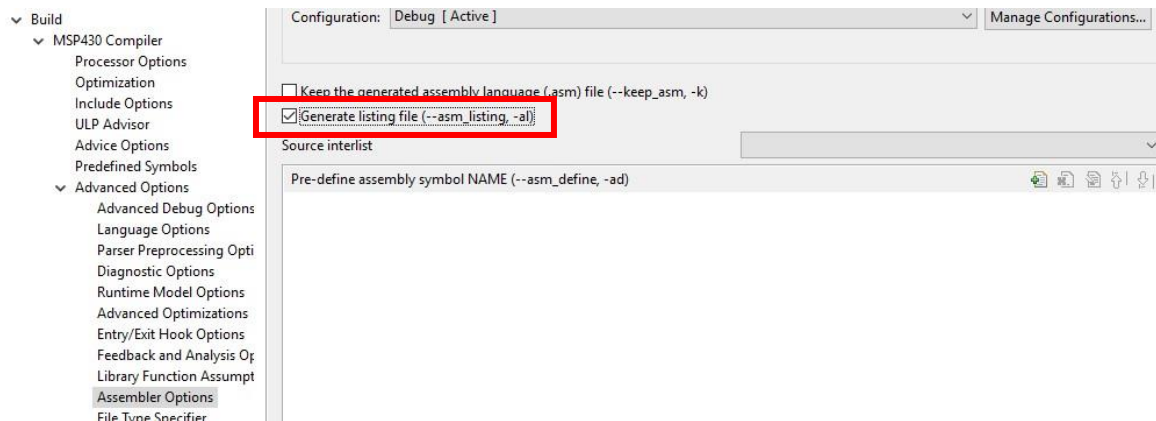 Build
MSP430 Compiler
Processor Options
Optimization
Include Options
ULP Advisor
Advice Options
Predefined Symbols
Advanced Options
Advanced Debug Options
Language Options
Parser Preprocessing Opti
Diagnostic Options
Runtime Model Options
Advanced Optimizations
Entry/Exit Hook Options
Feedback and Analysis Op
Library Function Assumpt
Assembler Options
File Type Specifier
Configuration: Debug [ Active ] Manage Configurations...
Keep the generated assembly language (.asm) file (--keep_asm, -k)
Generate listing file (--asm_listing, -al)
Source interlist
Pre-define assembly symbol NAME (--asm_define, -ad)